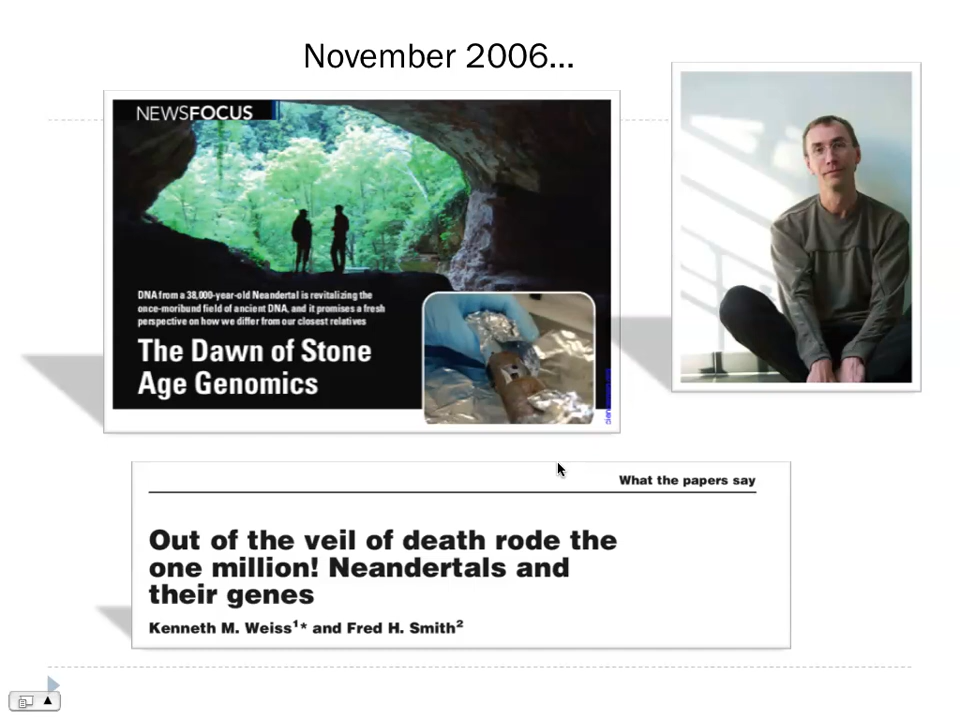 November 2006...
NEWSFOCUS
DNA from a 38,000-year-old Neandertal is revitalizing the
once-moribund field of ancient DNA, and it promises a fresh
perspective on how we differ from our closest relatives
The Dawn of Stone
Age Genomics
What the papers say
Out of the veil of death rode the
one million! Neandertals and
their genes
Kenneth M. Weiss¹* and Fred H. Smith²